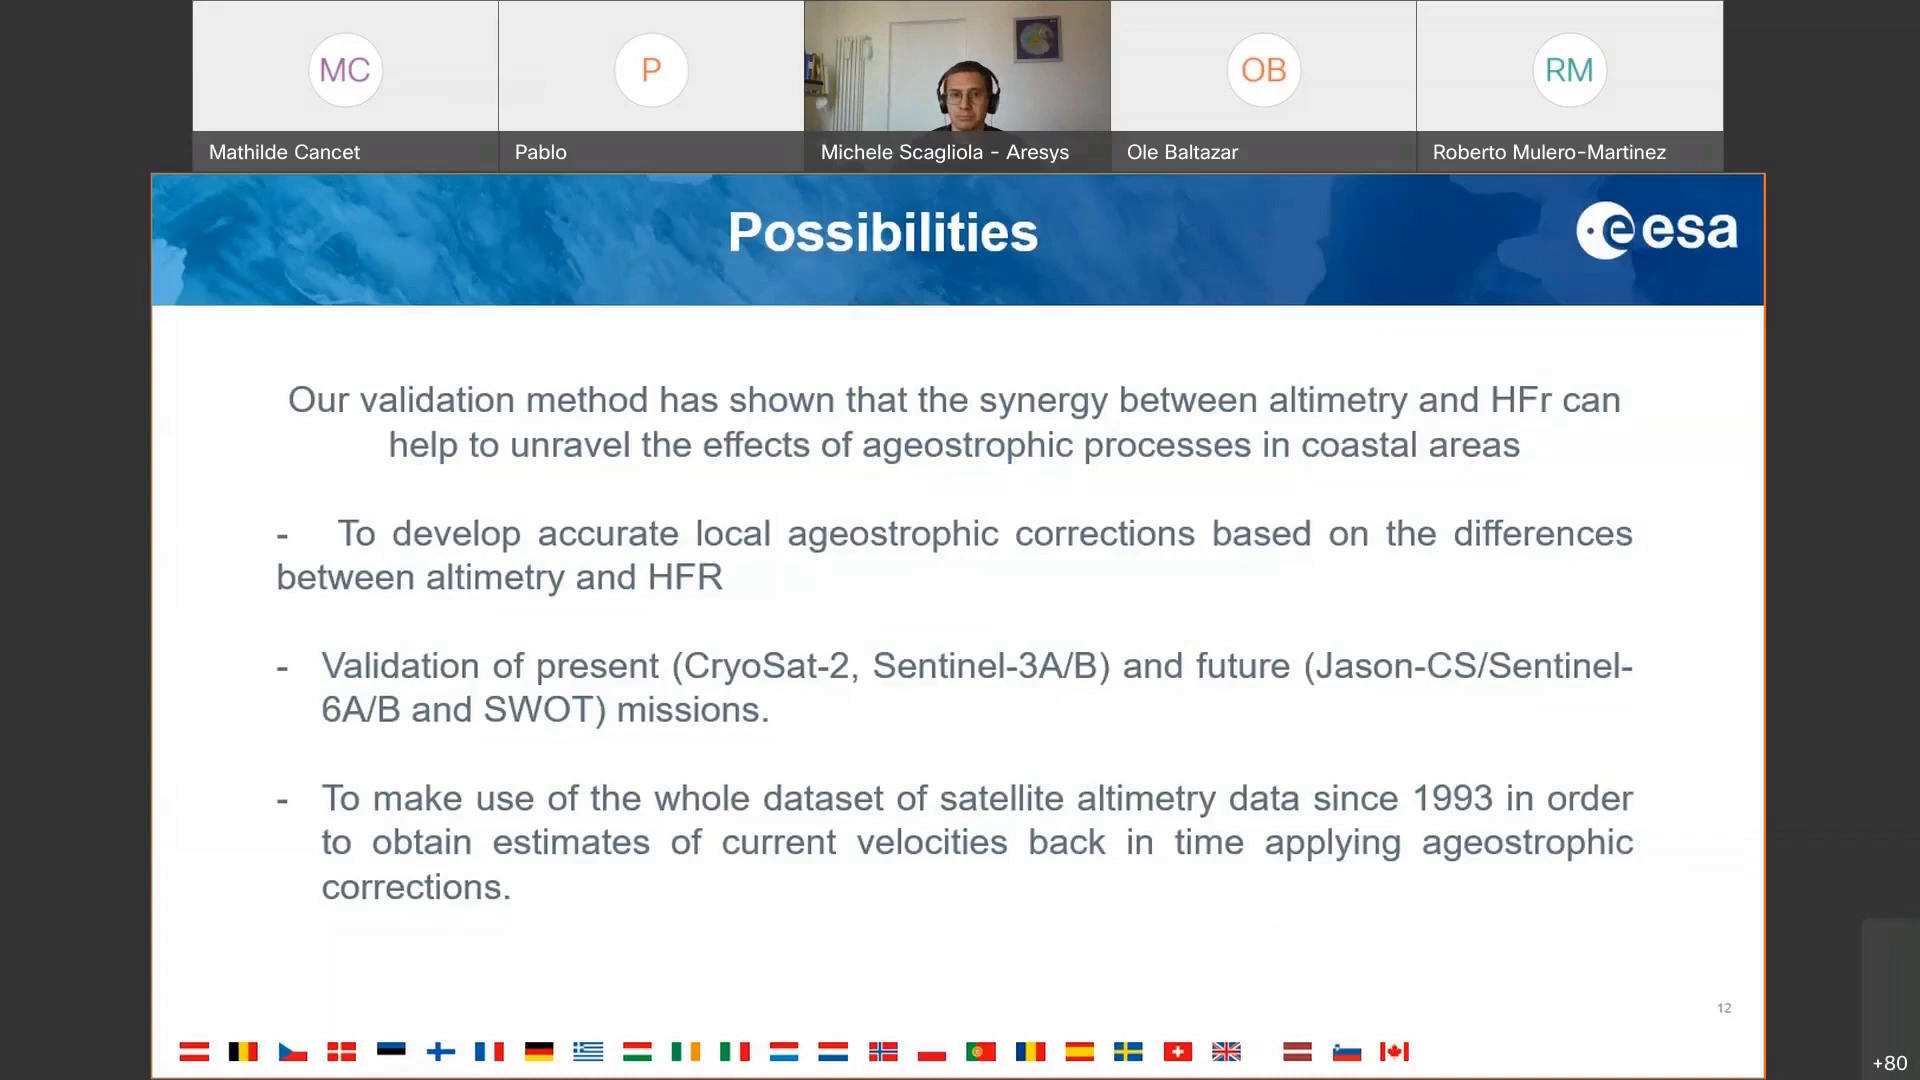 MC
P
OB
RM
Mathilde Cancet
Pablo
Michele Scagliola - Aresys
Ole Baltazar
Roberto Mulero-Martinez
Possibilities
esa
Our validation method has shown that the synergy between altimetry and HFr can
help to unravel the effects of ageostrophic processes in coastal areas
- To develop accurate local ageostrophic corrections based on the differences
between altimetry and HFR
- Validation of present (CryoSat-2, Sentinel-3A/B) and future (Jason-CS/Sentinel-
6A/B and SWOT) missions.
- To make use of the whole dataset of satellite altimetry data since 1993 in order
to obtain estimates of current velocities back in time applying ageostrophic
corrections.
12
+80